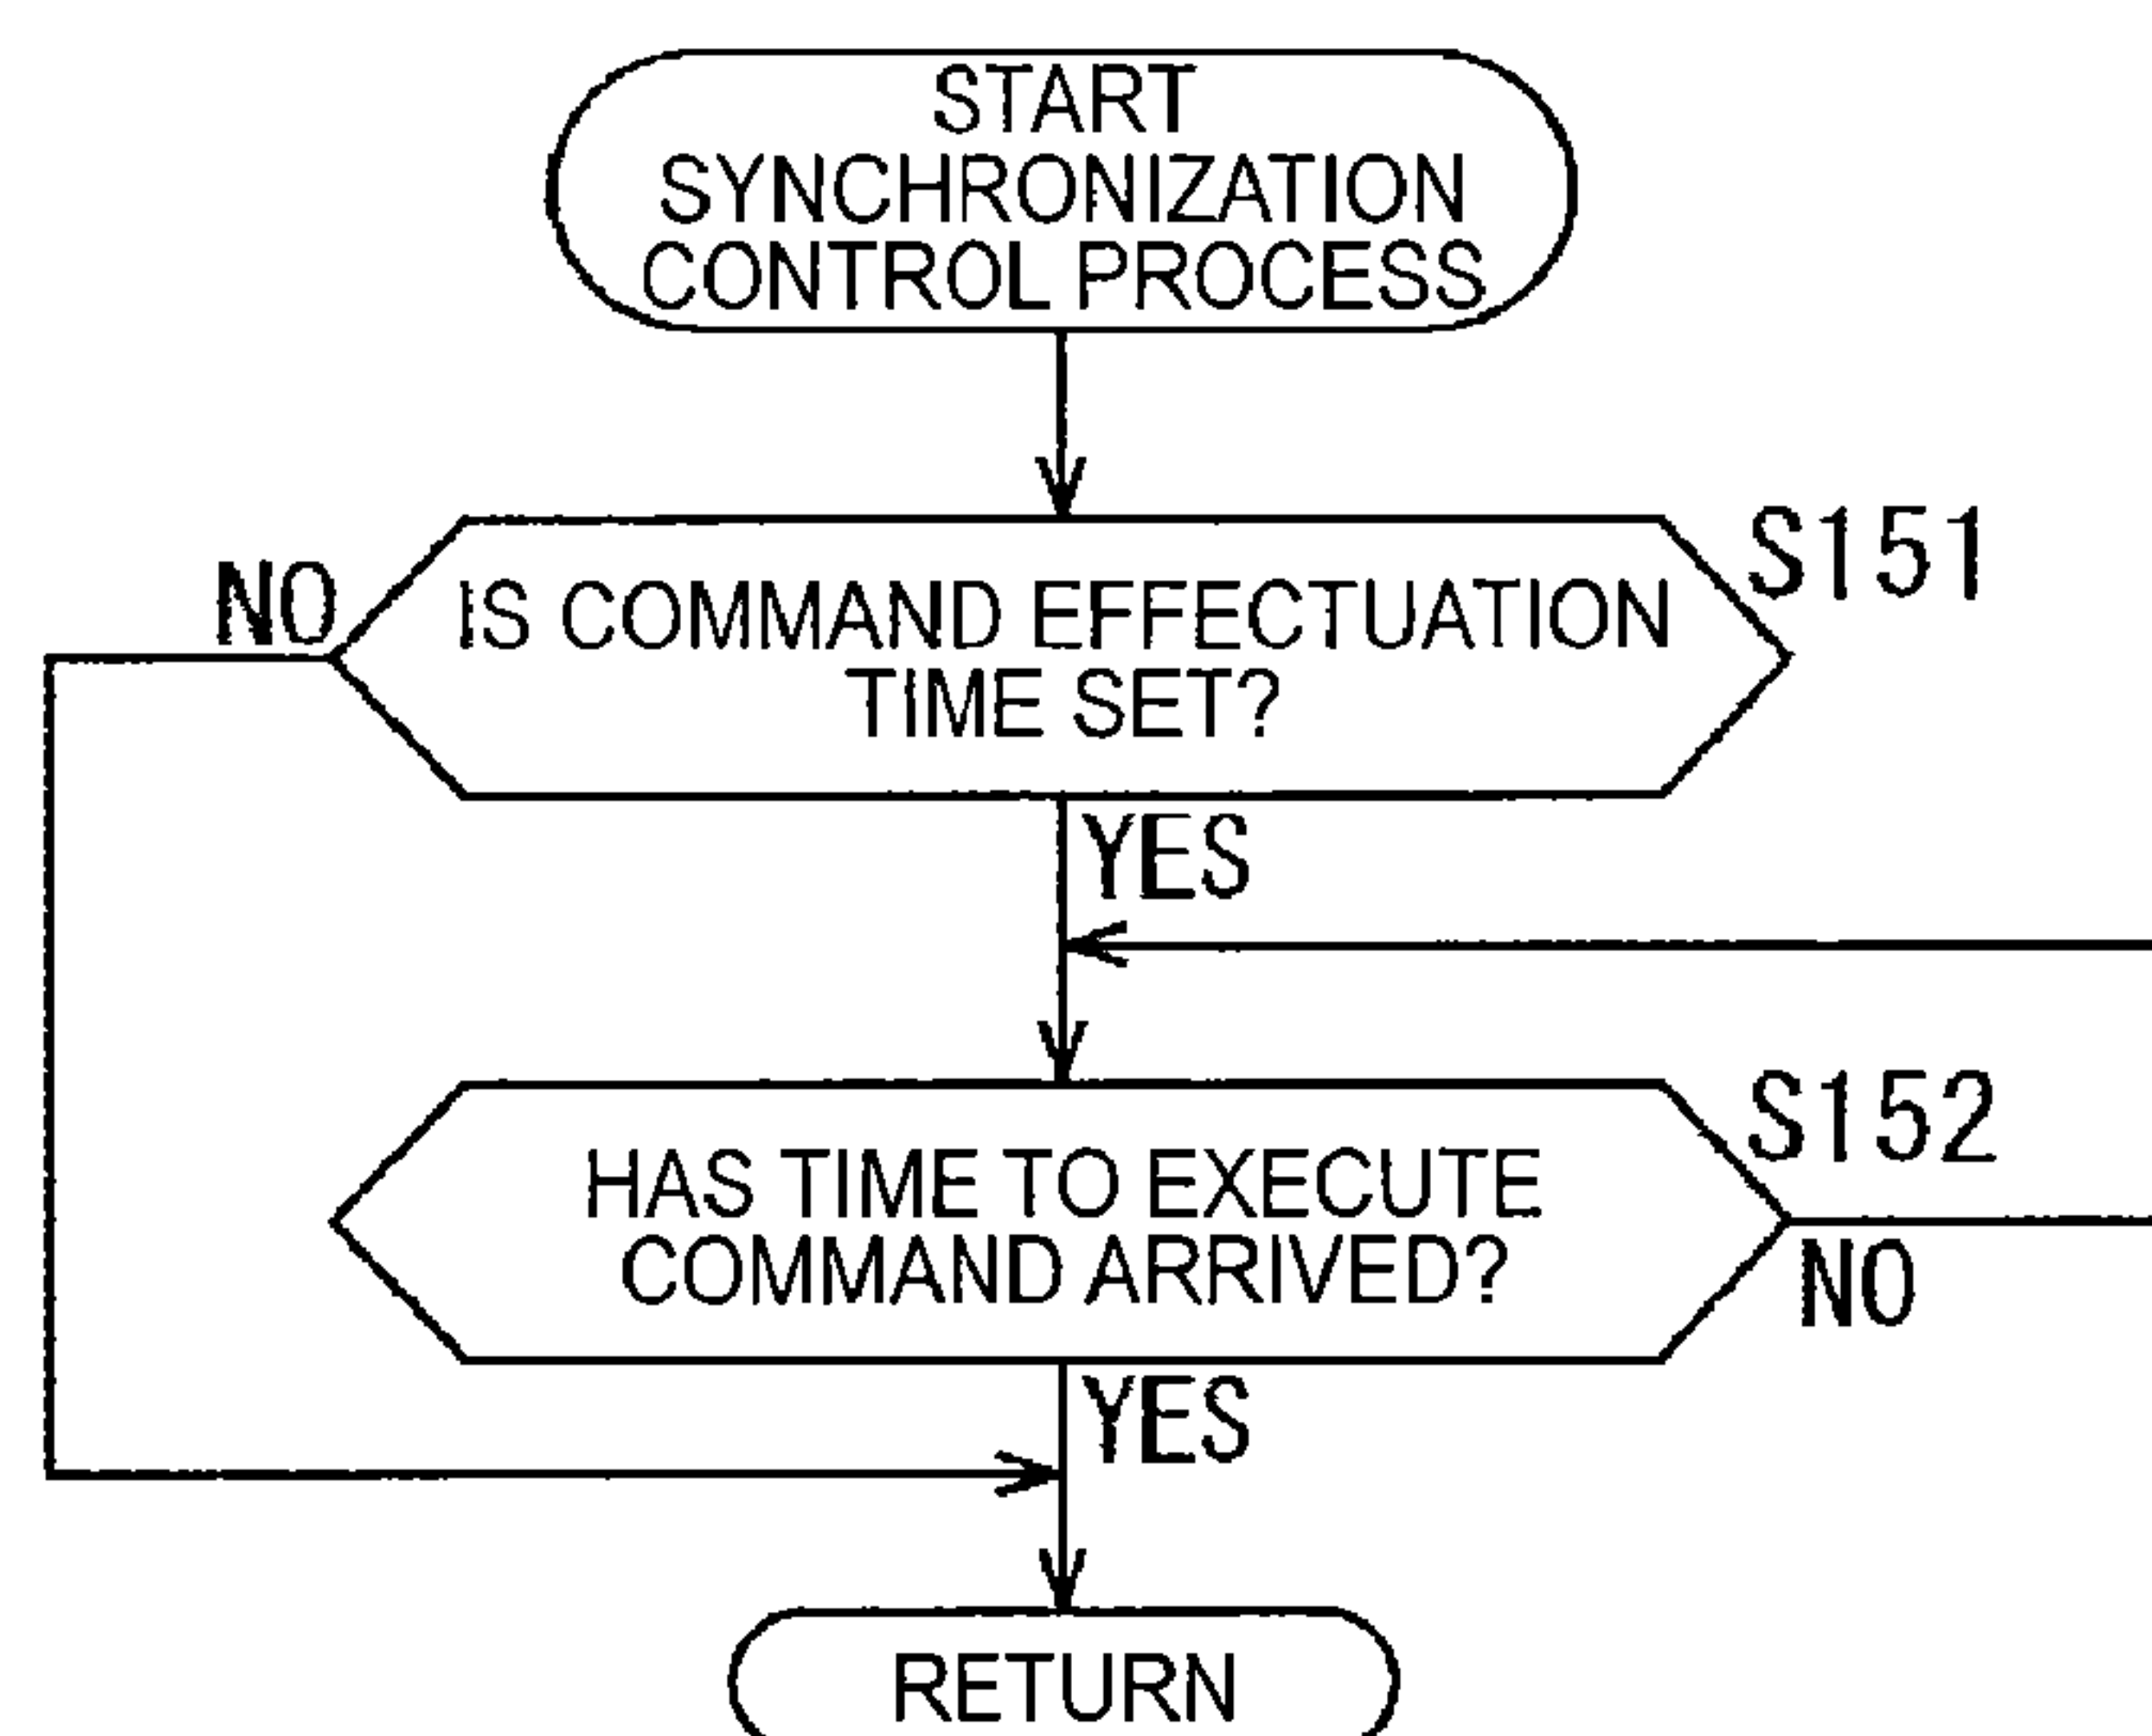 START
SYNCHRONIZATION
CONTROL PROCESS
S151
NO
IS COMMAND EFFECTUATION
TIME SET?
YES
S152
HAS TIME TO EXECUTE
COMMAND ARRIVED?
NO
YES
RETURN